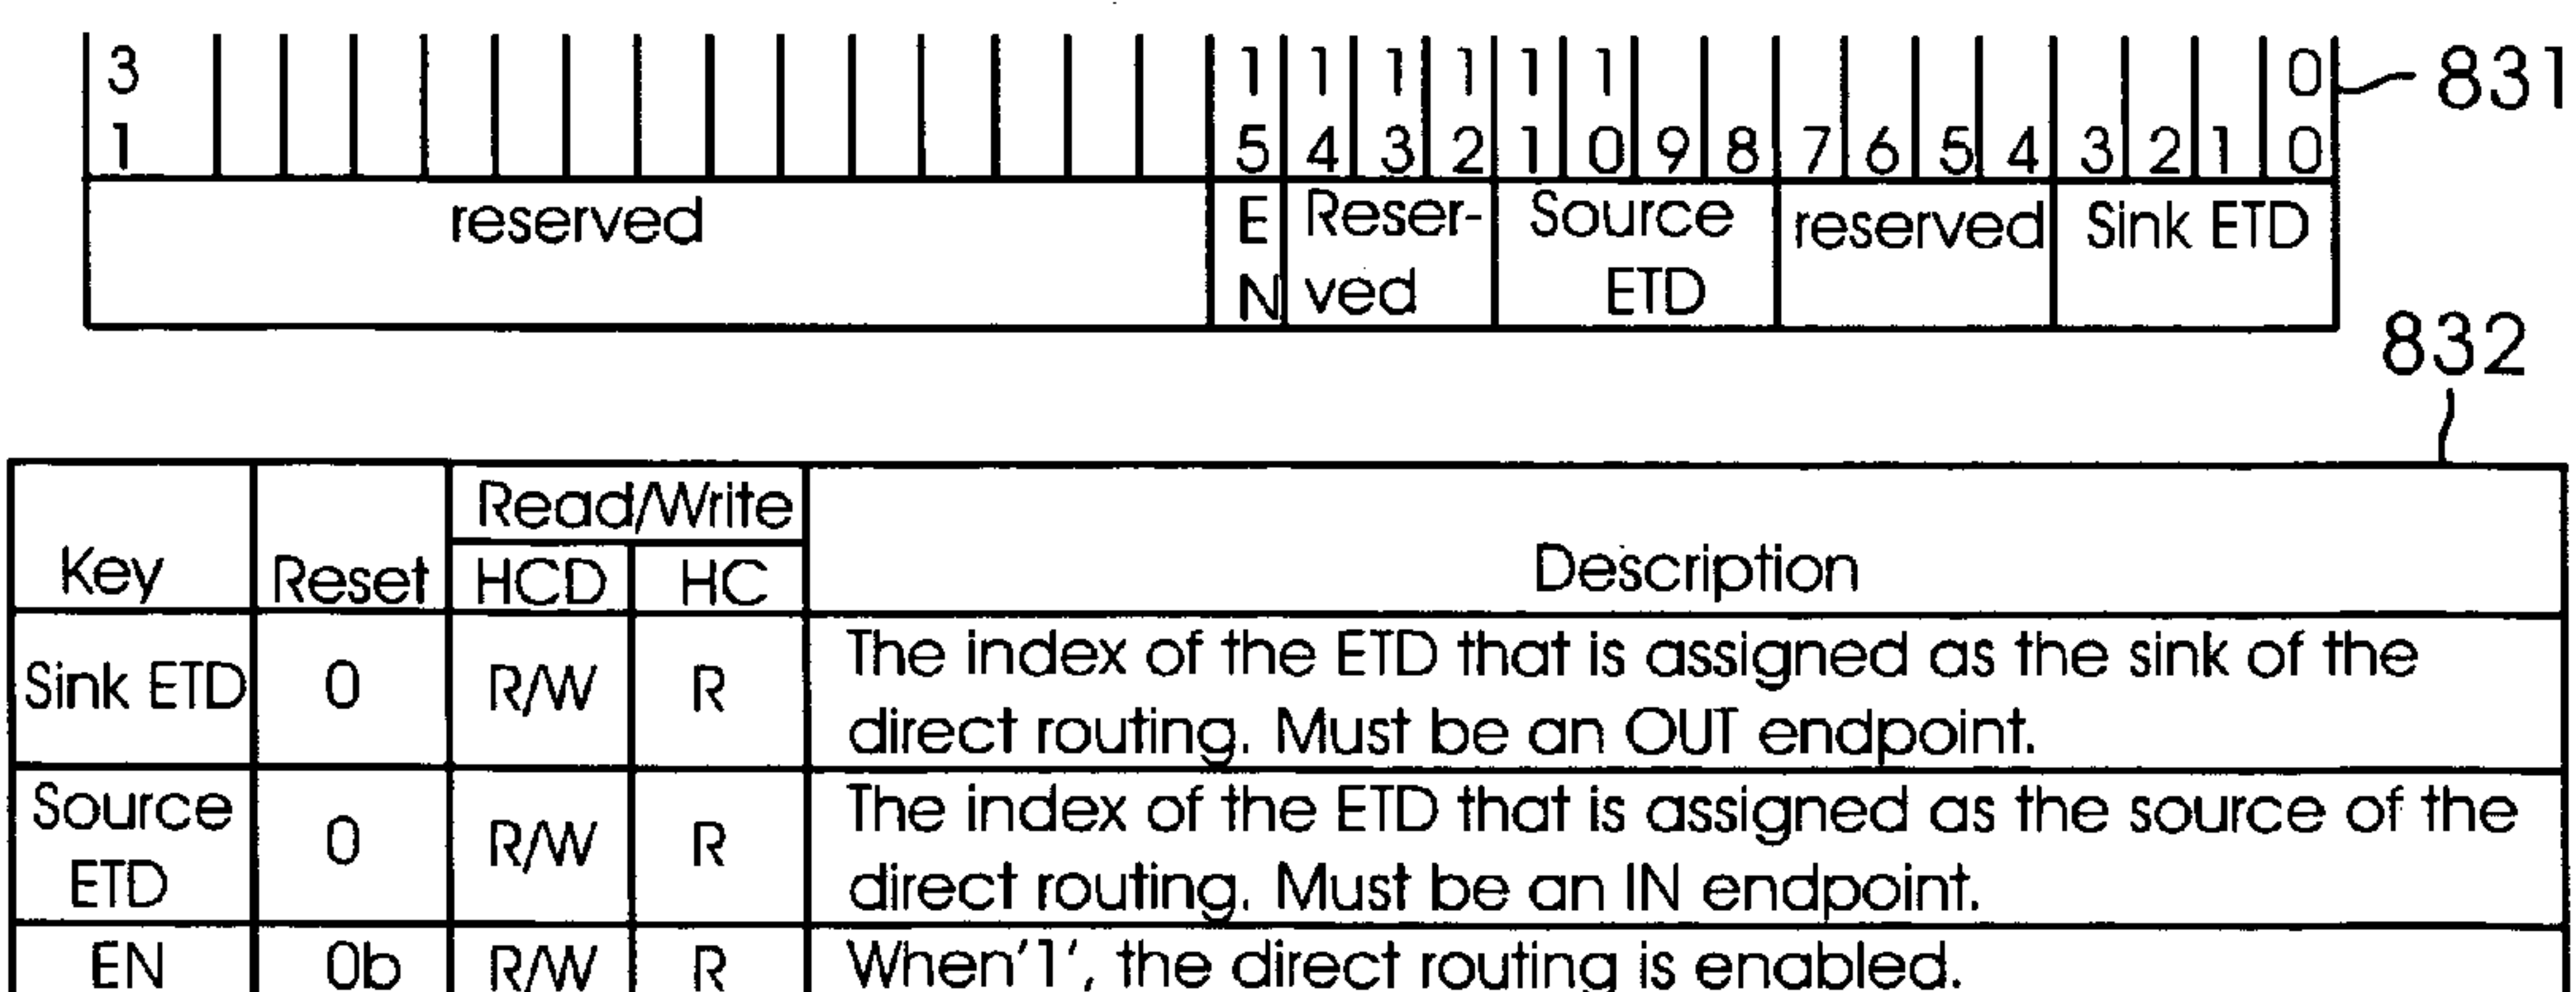 3 1 1 1 1 1 1 0 831
1 5 4 3 2 1 0 9 8 7 6 5 4 3 2 1 0
reserved E Reser- Source reserved Sink ETD
N ved ETD
832
Read/Write
Key Reset HCD HC Description
Sink ETD 0 R/W R The index of the ETD that is assigned as the sink of the
direct routing. Must be an OUT endpoint.
Source ETD 0 R/W R The index of the ETD that is assigned as the source of the
direct routing. Must be an IN endpoint.
EN 0b R/W R When'1', the direct routing is enabled.